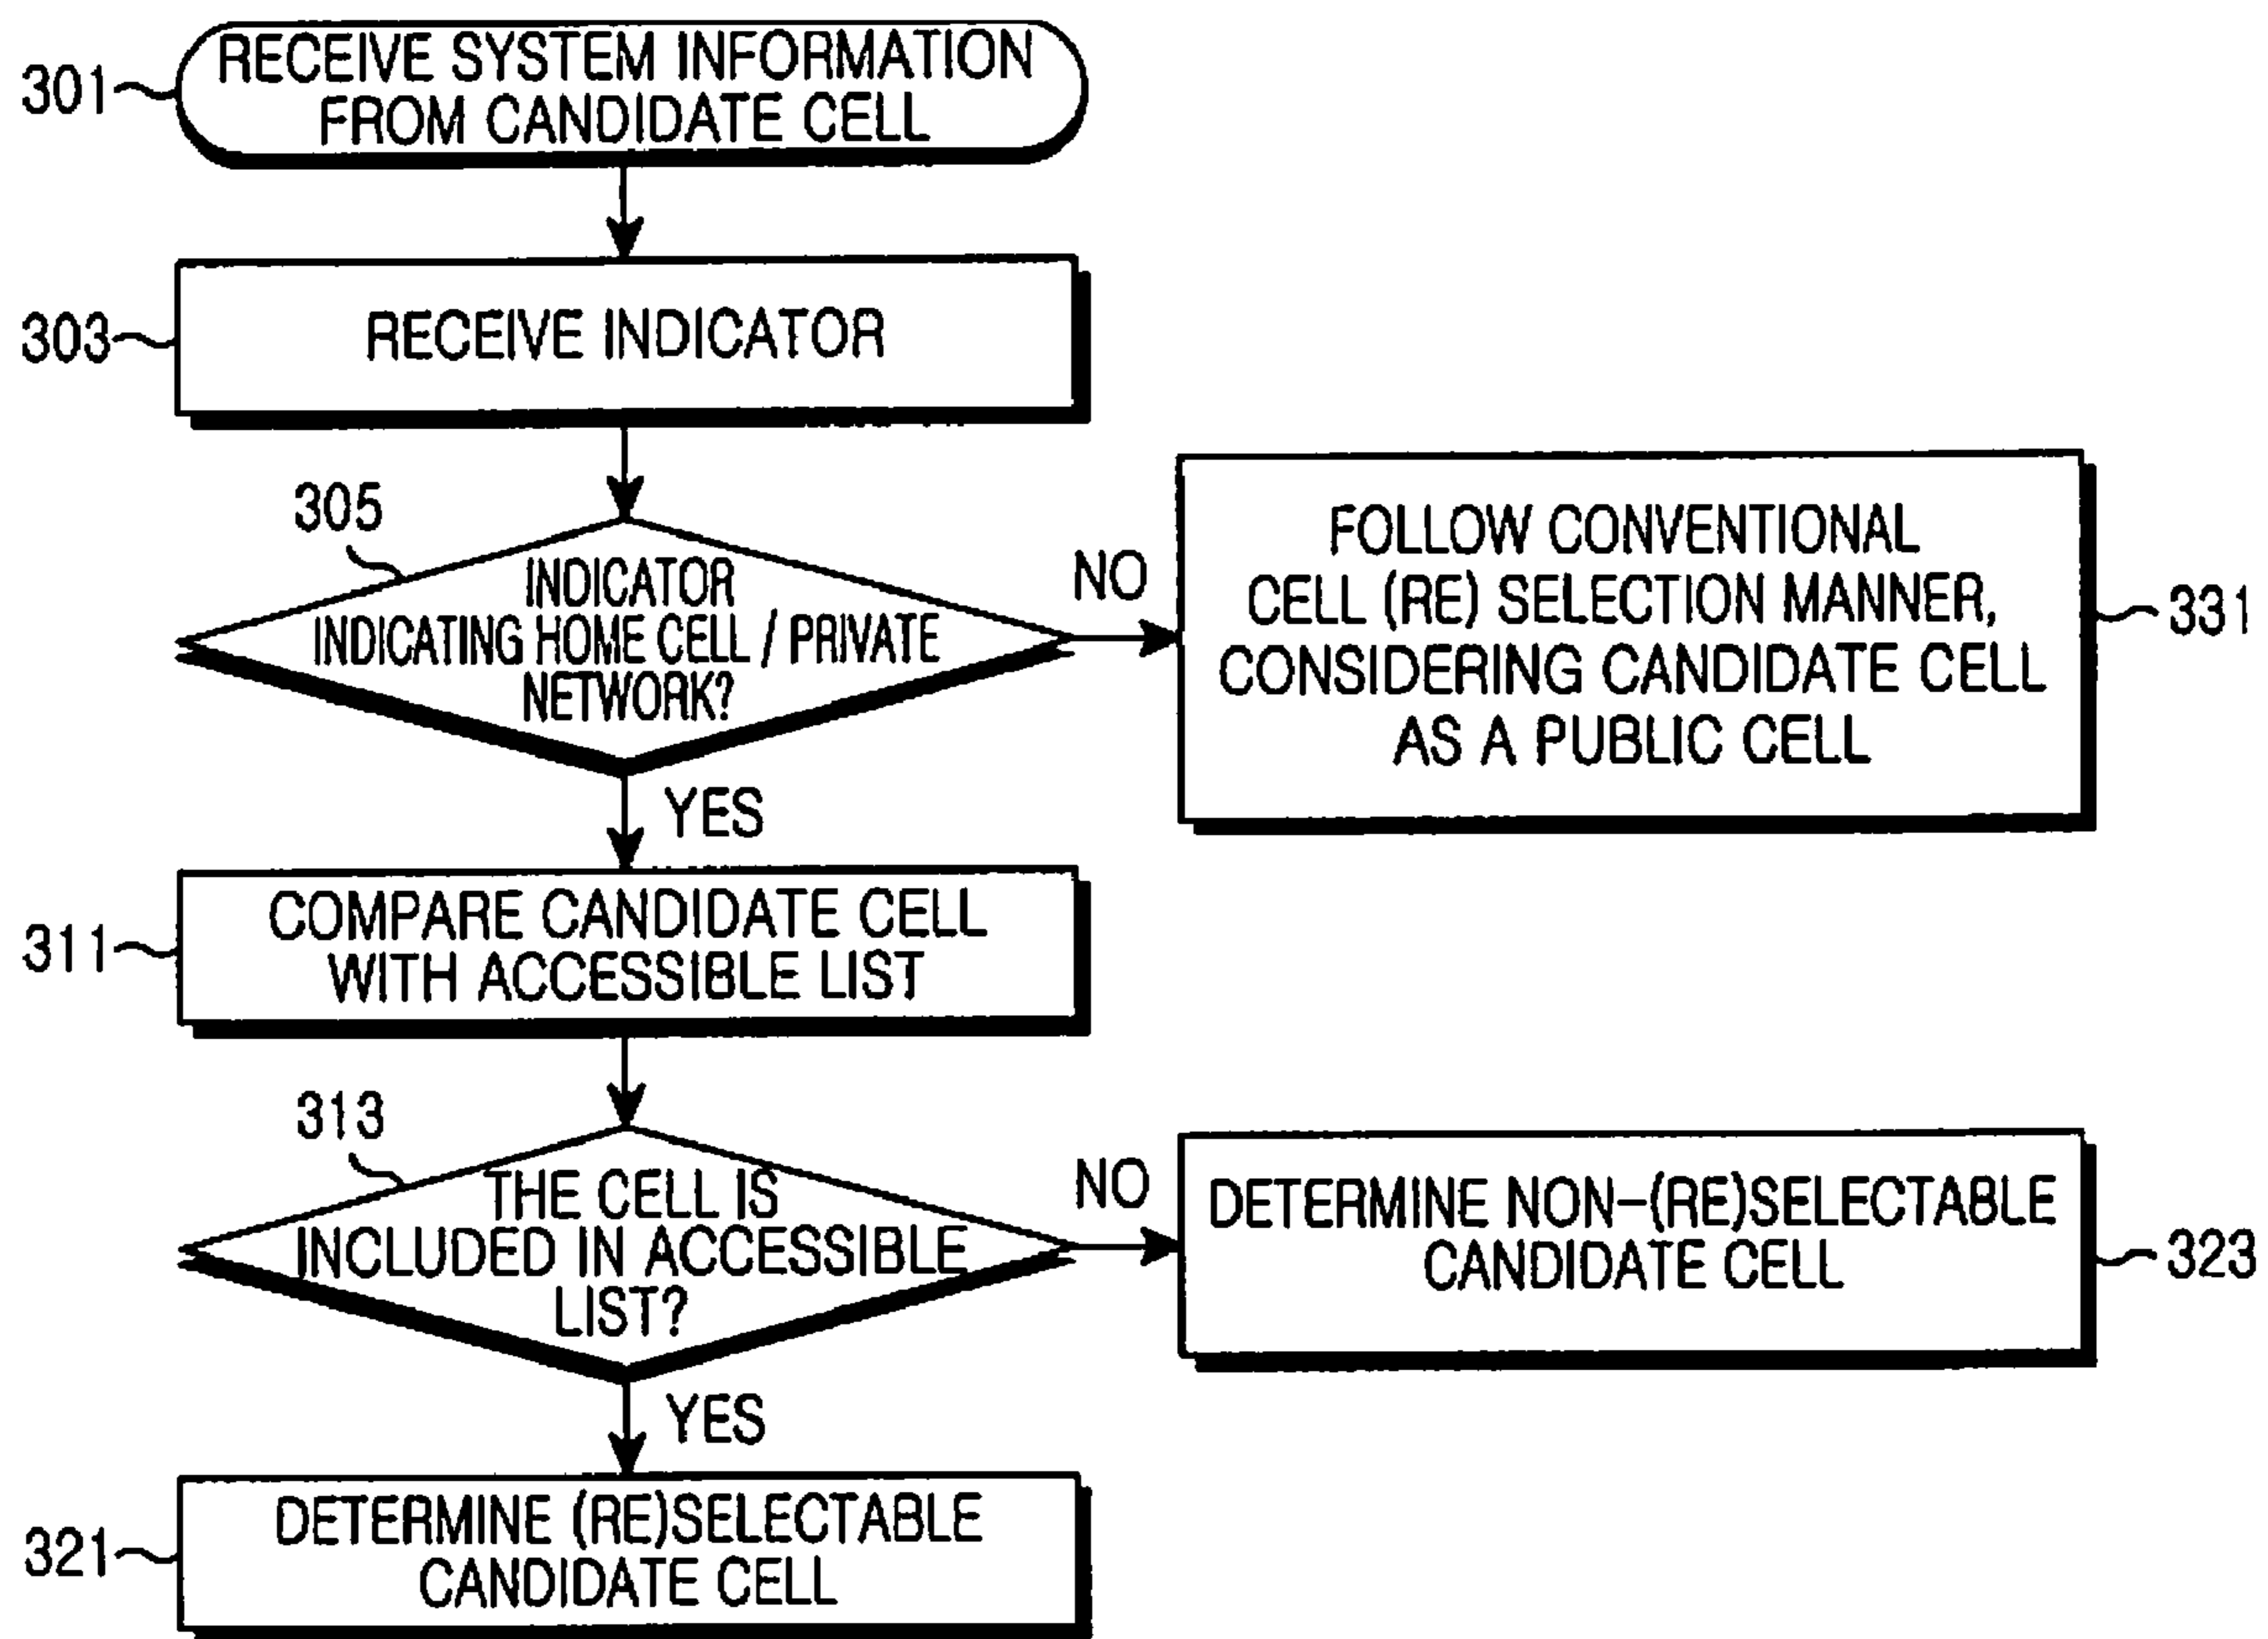 301
RECEIVE SYSTEM INFORMATION
FROM CANDIDATE CELL
303
RECEIVE INDICATOR
305
INDICATOR
INDICATING HOME CELL / PRIVATE
NETWORK?
NO
FOLLOW CONVENTIONAL
CELL (RE) SELECTION MANNER,
CONSIDERING CANDIDATE CELL
AS A PUBLIC CELL
331
YES
311
COMPARE CANDIDATE CELL
WITH ACCESSIBLE LIST
313
THE CELL IS
INCLUDED IN ACCESSIBLE
LIST?
NO
DETERMINE NON-(RE)SELECTABLE
CANDIDATE CELL
323
YES
321
DETERMINE (RE)SELECTABLE
CANDIDATE CELL